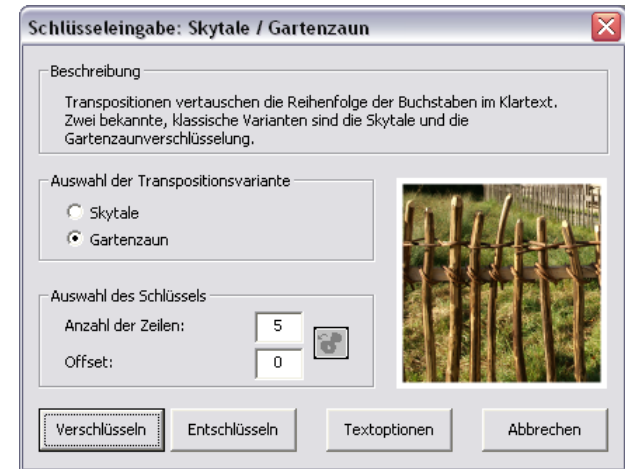 Schlüsseleingabe: Skytale / Gartenzaun
Beschreibung
Transpositionen vertauschen die Reihenfolge der Buchstaben im Klartext.
Zwei bekannte, klassische Varianten sind die Skytale und die
Gartenzaunverschlüsselung.
Auswahl der Transpositionsvariante
Skytale
Gartenzaun
Auswahl des Schlüssels
Anzahl der Zeilen: 5
Offset: 0
Verschlüsseln Entschlüsseln Textoptionen Abbrechen